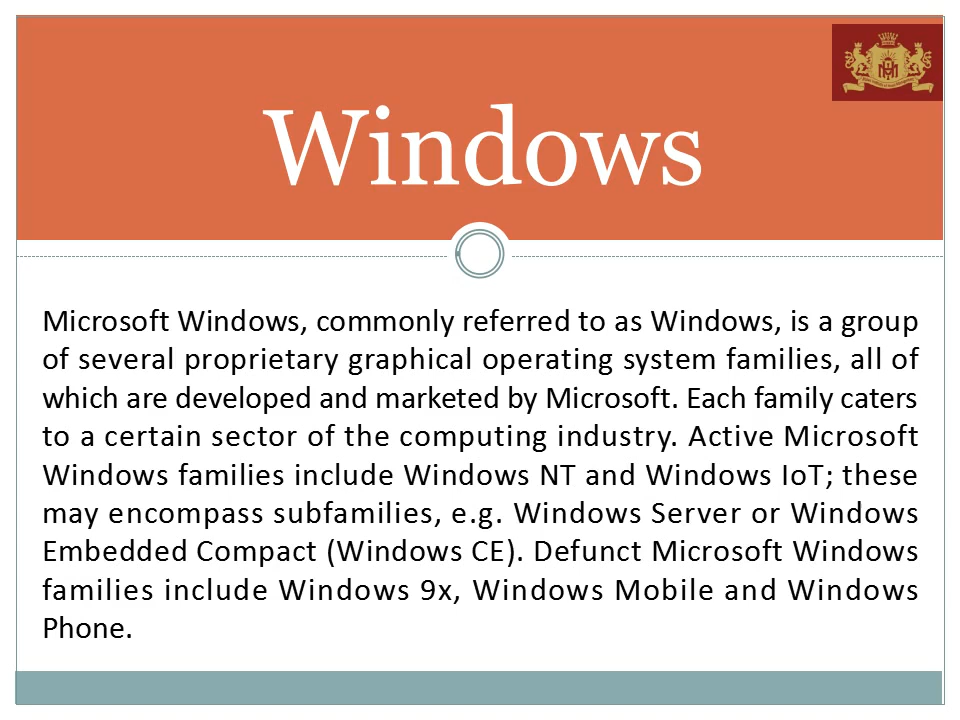 Windows
Microsoft Windows, commonly referred to as Windows, is a group
of several proprietary graphical operating system families, all of
which are developed and marketed by Microsoft. Each family caters
to a certain sector of the computing industry. Active Microsoft
Windows families include Windows NT and Windows IoT; these
may encompass subfamilies, e.g. Windows Server or Windows
Embedded Compact (Windows CE). Defunct Microsoft Windows
families include Windows 9x, Windows Mobile and Windows
Phone.